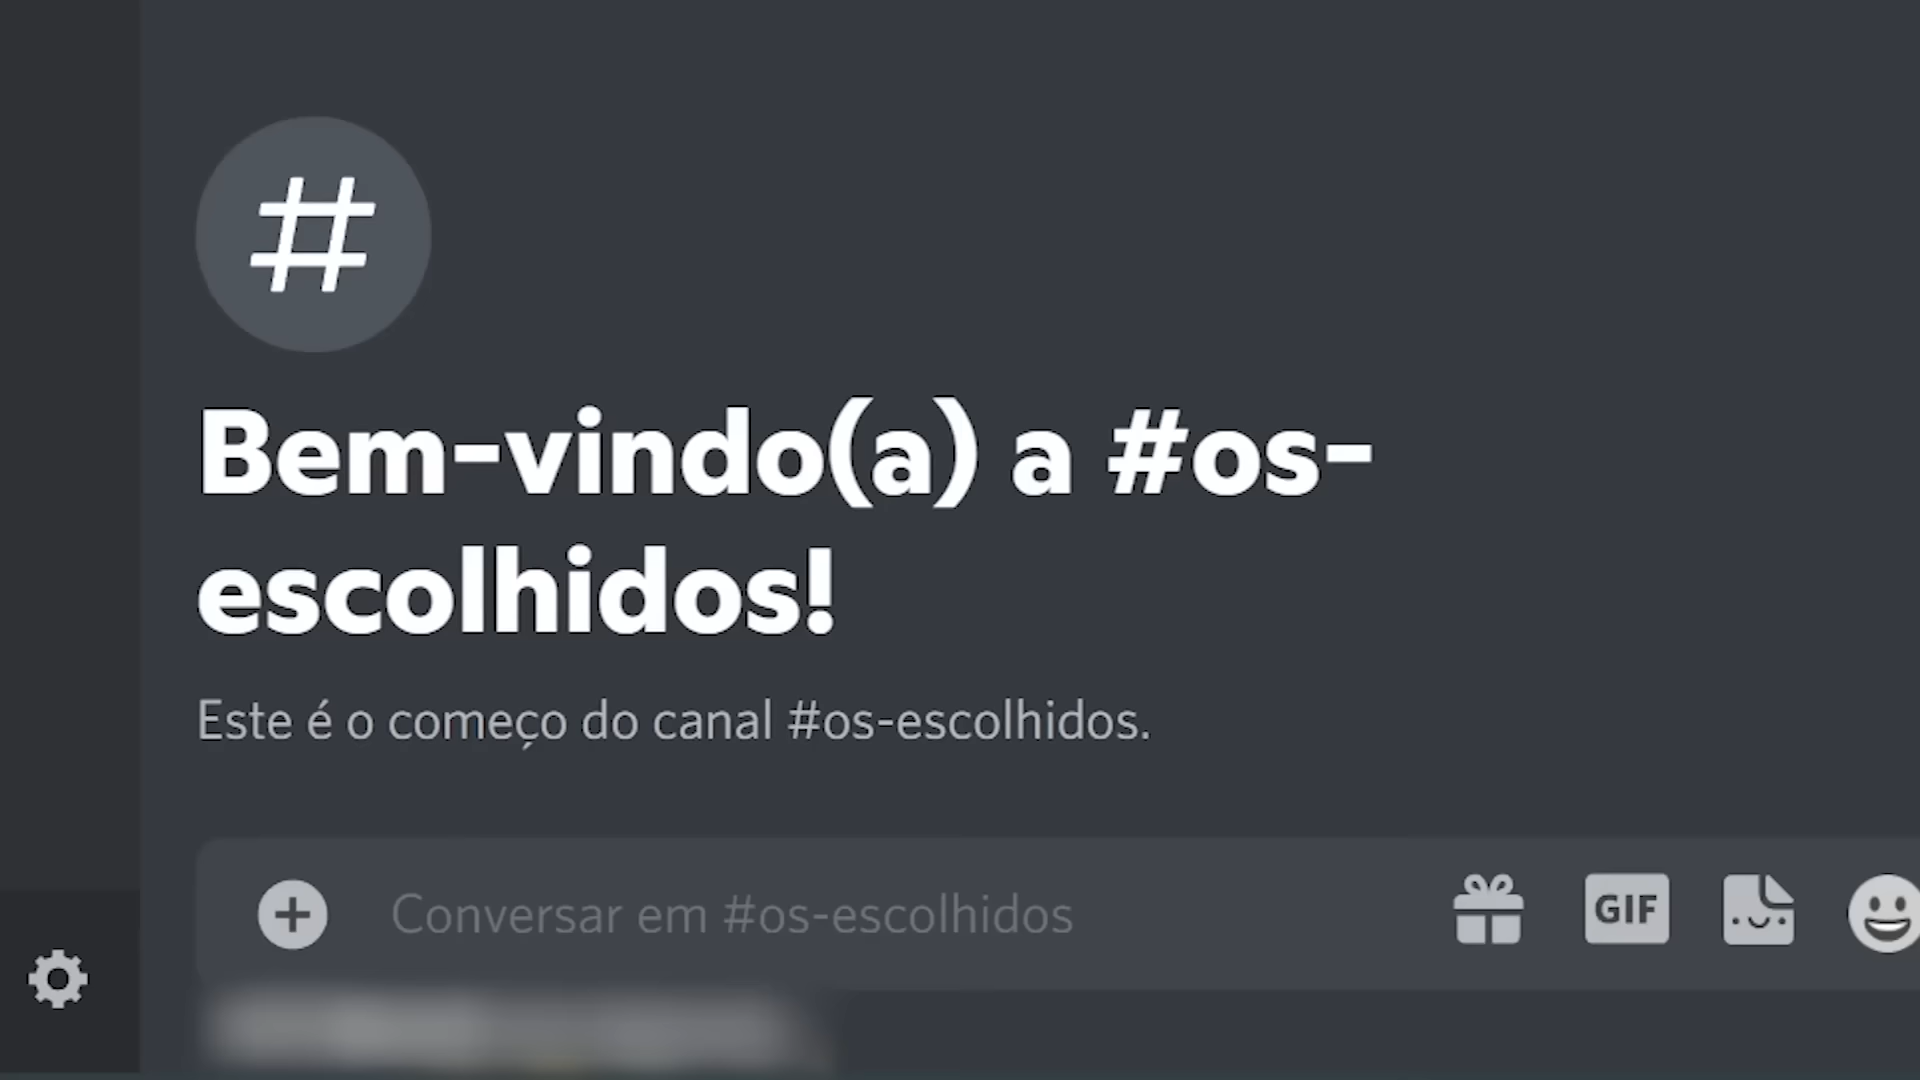 #
Bem-vindo(a) a #os-
escolhidos!
Este é o começo do canal #os-escolhidos.
Conversar em #os-escolhidos
GIF